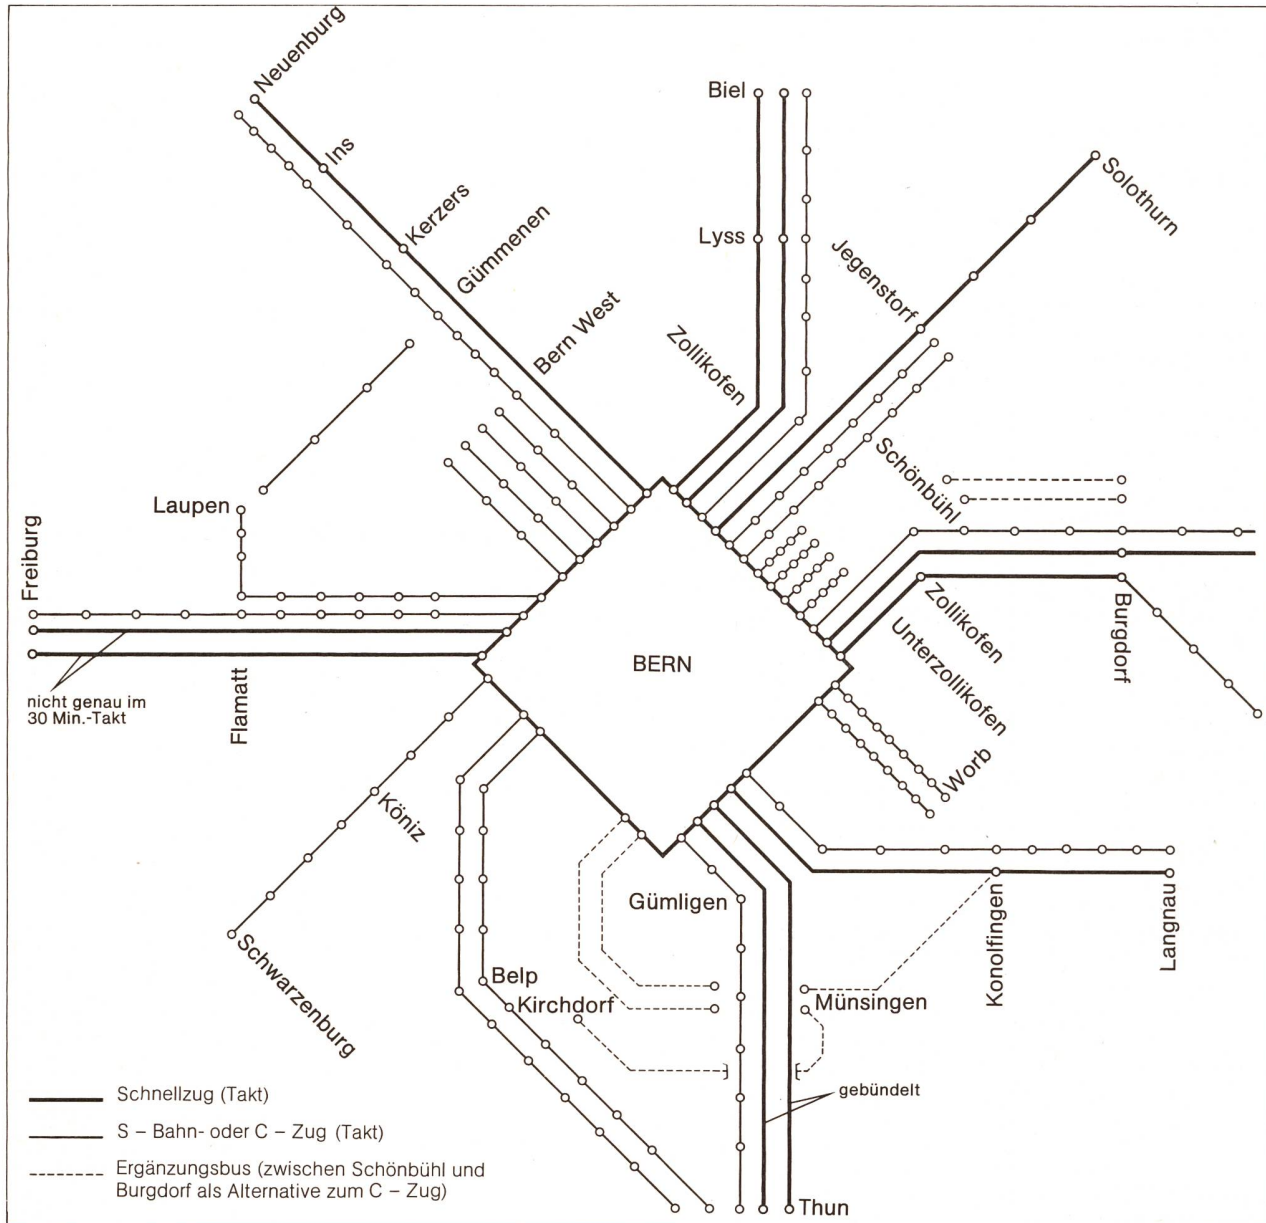 Neuenburg
Ins
Kerzers
Gümmenen
Bern West
Biel
Lyss
Zollikofen
Jegenstorf
Solothurn
Schönbühl
Laupen
Freiburg
nicht genau im
30 Min.-Takt
Flamatt
BERN
Zollikofen
Unterzollikofen
Burgdorf
Worb
Köniz
Schwarzenburg
Gümligen
Belp
Kirchdorf
Münsingen
Konolfingen
Langnau
gebündelt
Thun
Schnellzug (Takt)
S – Bahn- oder C – Zug (Takt)
Ergänzungsbus (zwischen Schönbühl und
Burgdorf als Alternative zum C – Zug)